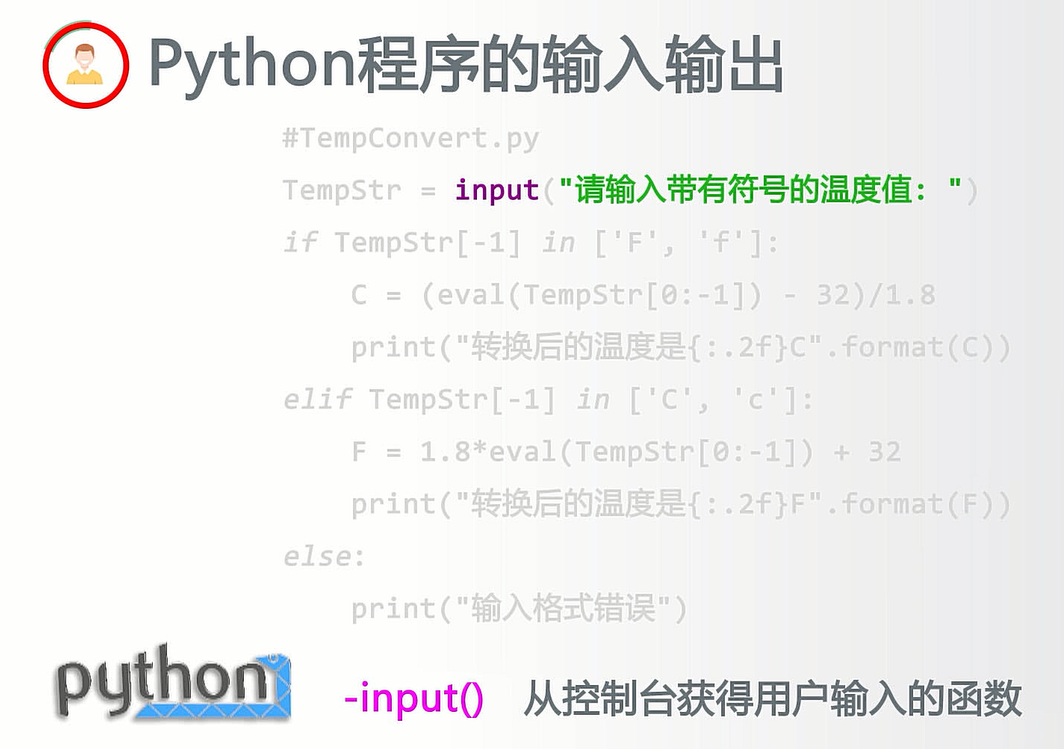 Python程序的输入输出
#TempConvert.py
TempStr = input("请输入带有符号的温度值: ")
if TempStr[-1] in ['F', 'f']:
    C = (eval(TempStr[0:-1]) - 32)/1.8
    print("转换后的温度是{:.2f}C".format(C))
elif TempStr[-1] in ['C', 'c']:
    F = 1.8*eval(TempStr[0:-1]) + 32
    print("转换后的温度是{:.2f}F".format(F))
else:
    print("输入格式错误")
python
-input() 从控制台获得用户输入的函数